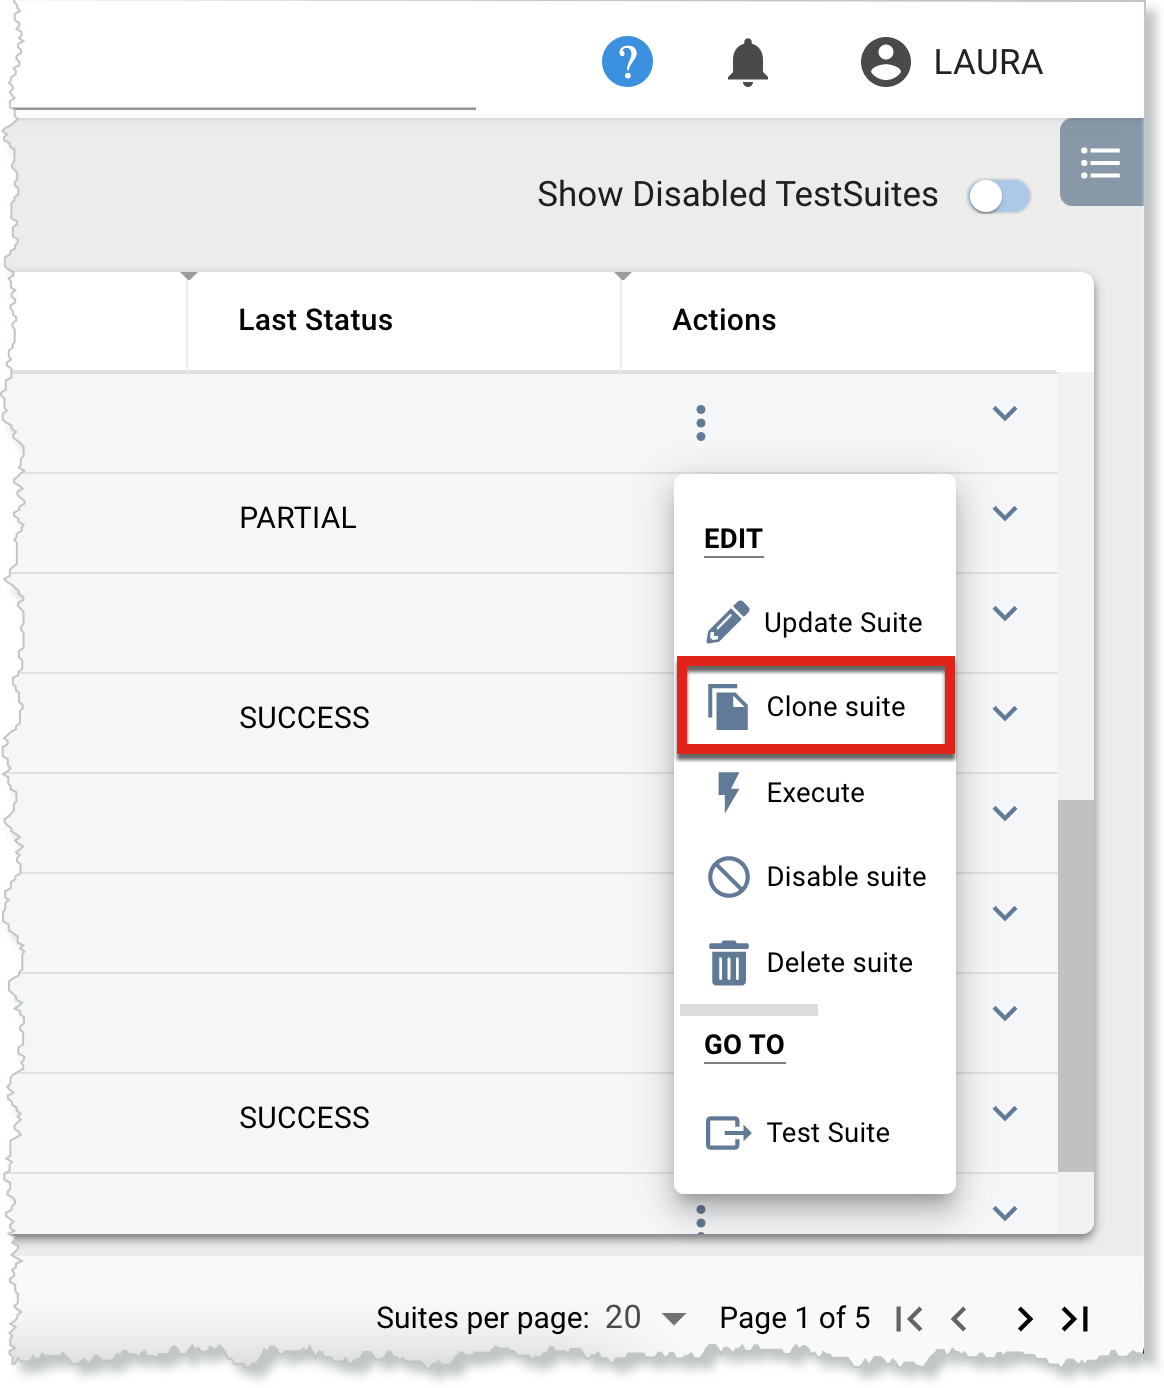 ?
LAURA
Show Disabled TestSuites
Last Status
Actions
PARTIAL
EDIT
Update Suite
SUCCESS
Clone suite
Execute
Disable suite
Delete suite
GO TO
SUCCESS
Test Suite
Suites per page: 20
Page 1 of 5